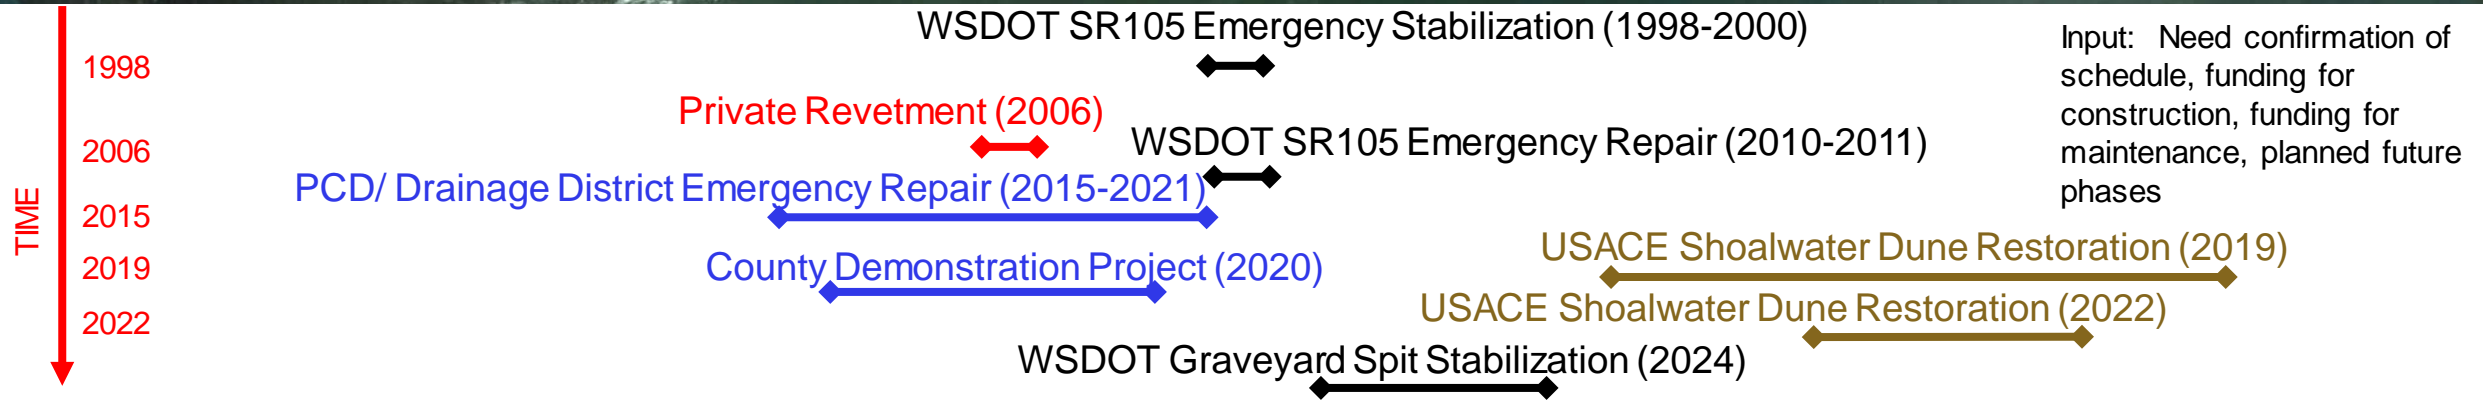 WSDOT SR105 Emergency Stabilization (1998-2000)
Input: Need confirmation of
schedule, funding for
construction, funding for
maintenance, planned future
phases
1998
Private Revetment (2006)
WSDOT SR105 Emergency Repair (2010-2011)
2006
PCD/ Drainage District Emergency Repair (2015-2021)
TIME
2015
USACE Shoalwater Dune Restoration (2019)
County Demonstration Project (2020)
2019
USACE Shoalwater Dune Restoration (2022)
2022
WSDOT Graveyard Spit Stabilization (2024)